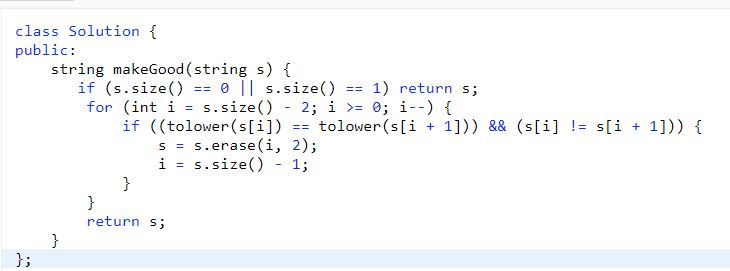 class Solution {
public:
    string makeGood(string s) {
       if (s.size() == 0 || s.size() == 1) return s;
        for (int i = s.size() - 2; i >= 0; i--) {
            if ((tolower(s[i]) == tolower(s[i + 1])) && (s[i] != s[i + 1])) {
                s = s.erase(i, 2);
                i = s.size() - 1;
            }
        }
        return s;
    }
};